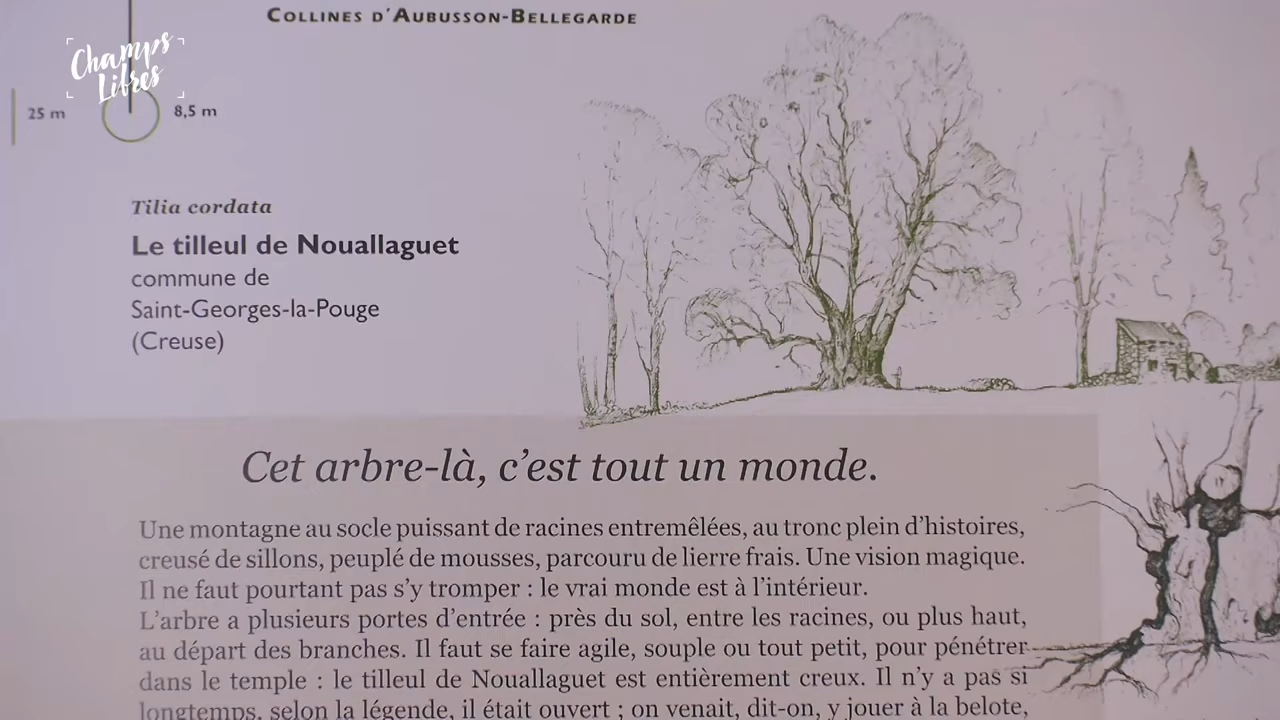 COLLINES D'AUBUSSON-BELLEGARDE
Champs
Libres
25 m
8,5 m
Tilia cordata
Le tilleul de Nouallaguet
commune de
Saint-Georges-la-Pouge
(Creuse)
Cet arbre-là, c'est tout un monde.
Une montagne au socle puissant de racines entremêlées, au tronc plein d'histoires,
creusé de sillons, peuplé de mousses, parcouru de lierre frais. Une vision magique.
Il ne faut pourtant pas s'y tromper : le vrai monde est à l'intérieur.
L'arbre a plusieurs portes d'entrée : près du sol, entre les racines, ou plus haut,
au départ des branches. Il faut se faire agile, souple ou tout petit, pour pénétrer
dans le temple : le tilleul de Nouallaguet est entièrement creux. Il n'y a pas si
longtemps, selon la légende, il était ouvert ; on venait, dit-on, y jouer à la belote,